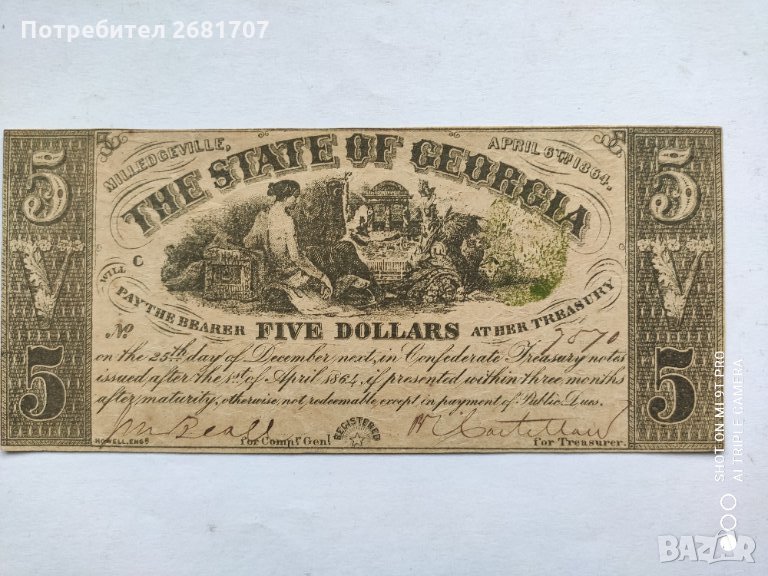 Потребител 2681707
MILLEDGEVILLE, APRIL 6TH 1864.
THE STATE OF GEORGIA
5 5
C
WILL PAY THE BEARER FIVE DOLLARS AT HER TREASURY
No
on the 25th day of December next, in Confederate Treasury notes
issued after the 1st of April 1864, if presented within three months
after maturity, otherwise not redeemable except in payment of Public Dues.
5 5
for Compt Genl REGISTERED for Treasurer.
HOWELL, ENGR
SHOT ON MI 9T PRO
AI TRIPLE CAMERA
bazar.bg